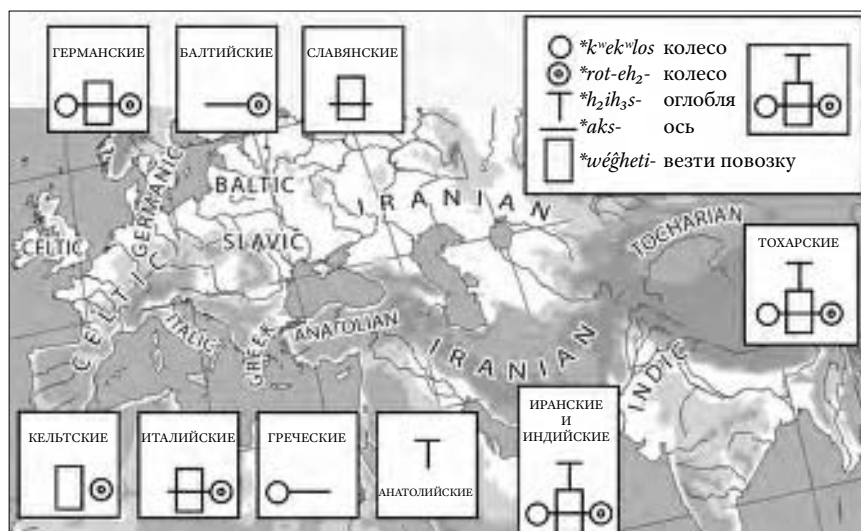 ГЕРМАНСКИЕ
БАЛТИЙСКИЕ
СЛАВЯНСКИЕ
*kʷekʷlos колесо
*rot-eh₂- колесо
*h₂ih₃s- оглобля
*aks- ось
*wéĝheti- везти повозку
GERMANIC
BALTIC
IRANIAN
CELTIC
SLAVIC
TOCHARIAN
ТОХАРСКИЕ
CELTIC
ITALIC
GREEK
ANATOLIAN
IRANIAN
INDIC
КЕЛЬТСКИЕ
ИТАЛИЙСКИЕ
ГРЕЧЕСКИЕ
АНАТОЛИЙСКИЕ
ИРАНСКИЕ
И
ИНДИЙСКИЕ